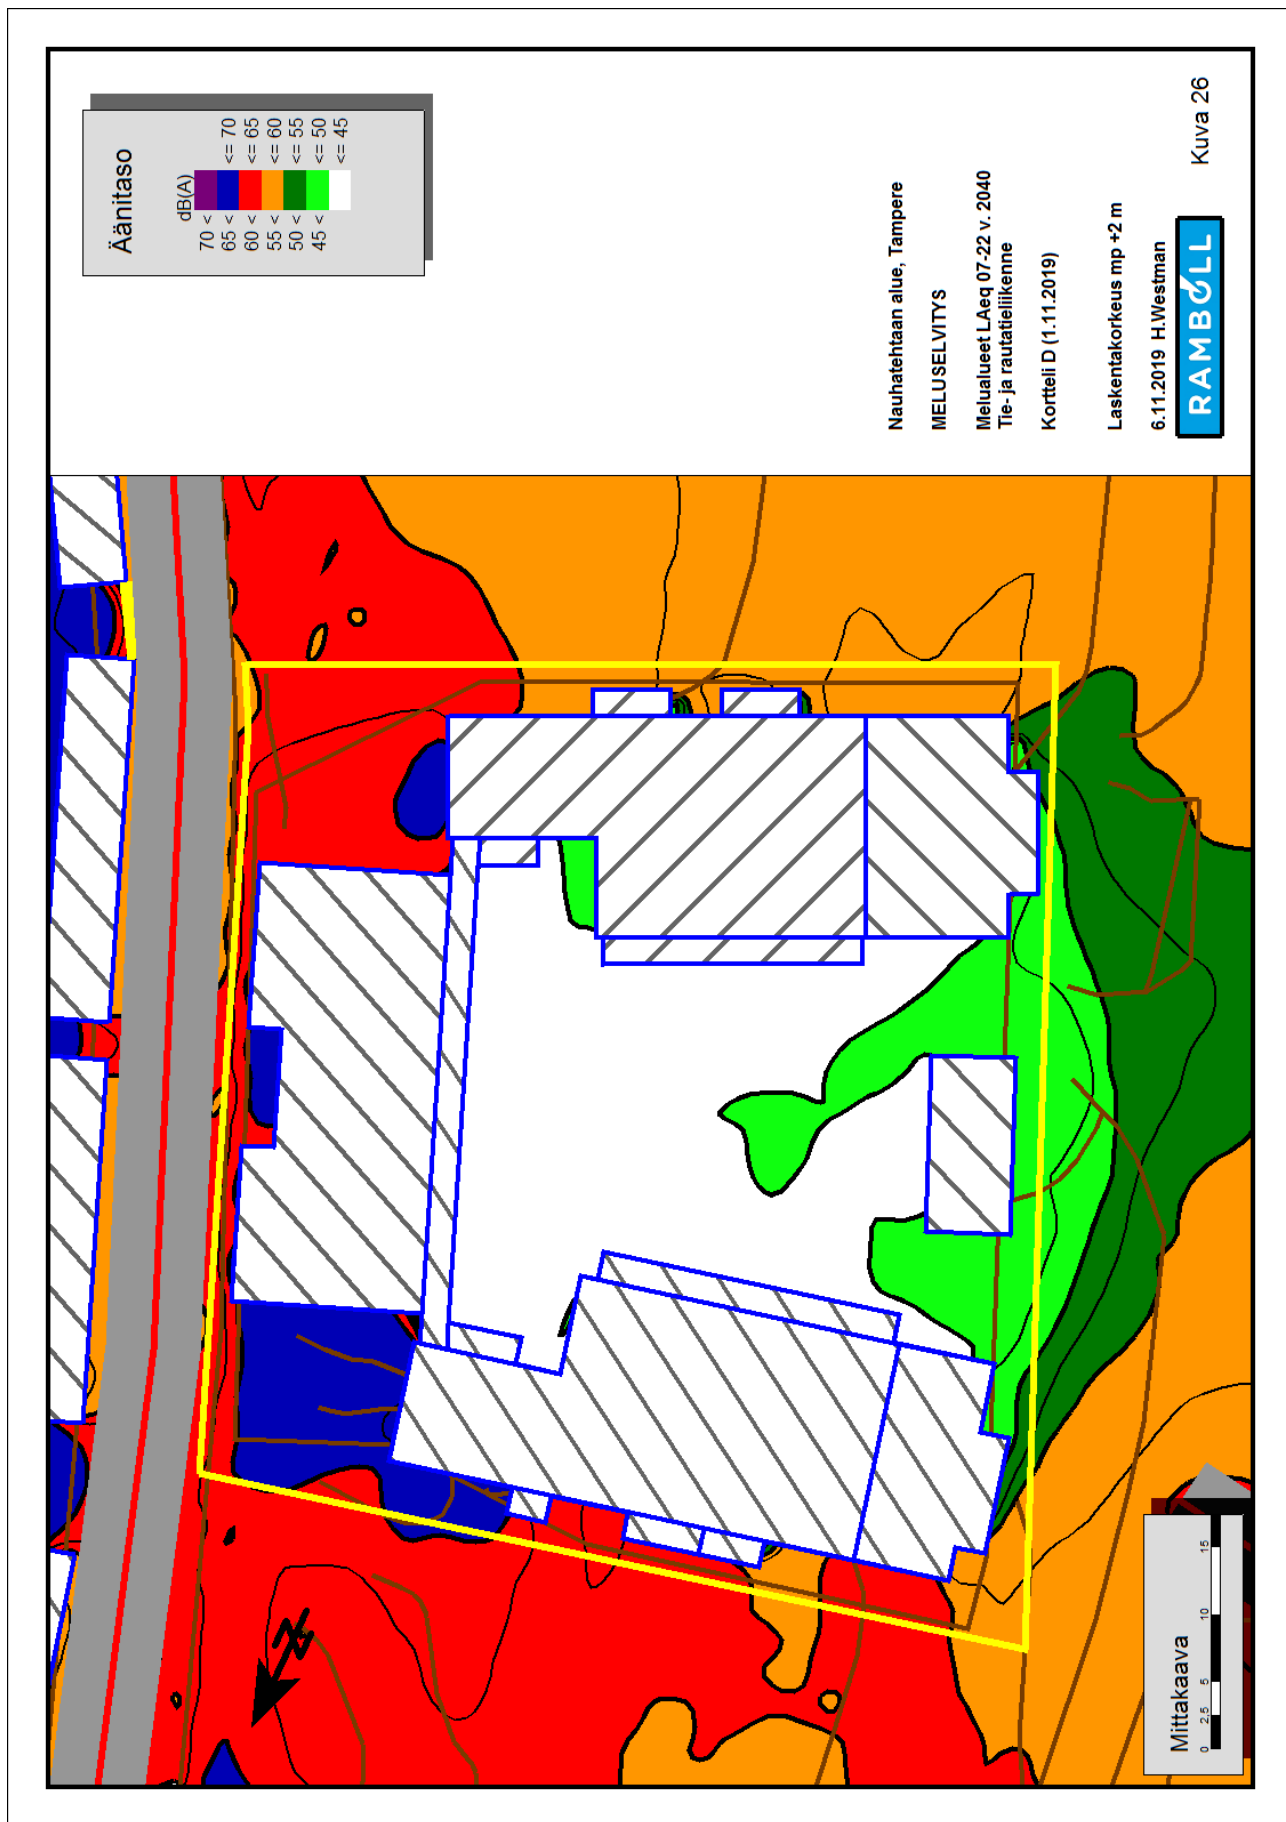 Äänitaso
dB(A)
70 <
65 < <= 70
60 < <= 65
55 < <= 60
50 < <= 55
45 < <= 50
<= 45
Nauhatehtaan alue, Tampere
MELUSELVITYS
Melualueet LAeq 07-22 v. 2040
Tie- ja rautatieliikenne
Kortteli D (1.11.2019)
Laskentakorkeus mp +2 m
6.11.2019 H.Westman
RAMBOLL
Kuva 26
Mittakaava
0 2.5 5 10 15
N